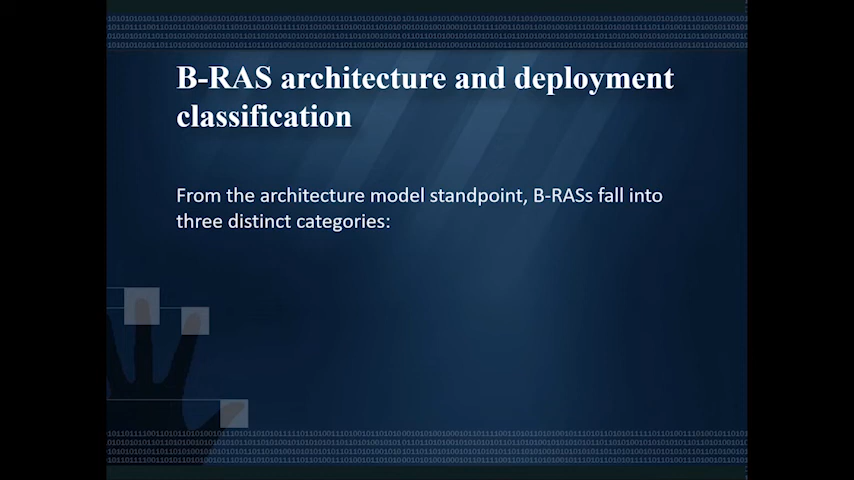 B-RAS architecture and deployment
classification
From the architecture model standpoint, B-RASs fall into
three distinct categories: